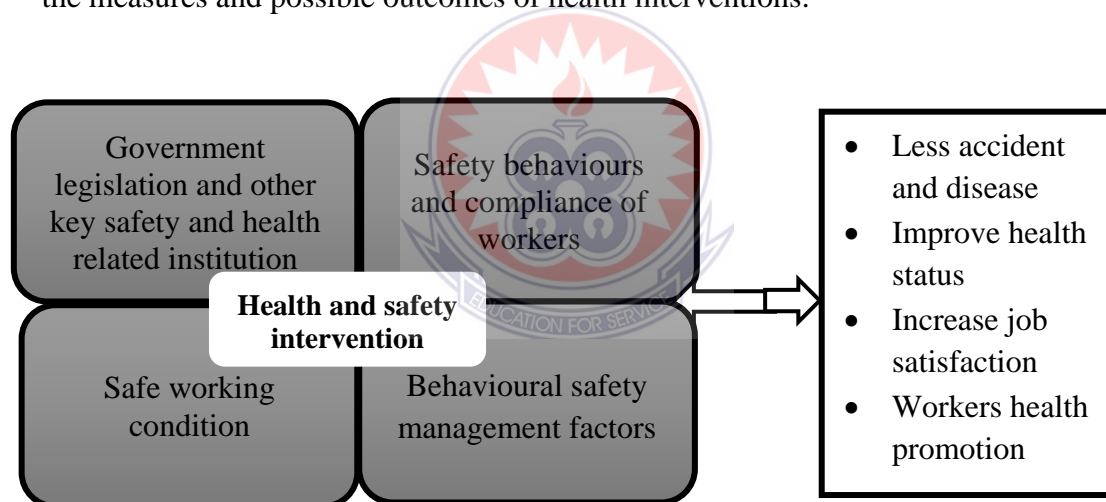 the measures and possible outcomes of health interventions.
Government
legislation and other
key safety and health
related institution
Safety behaviours
and compliance of
workers
Health and safety
intervention
Safe working
condition
Behavioural safety
management factors
• Less accident
and disease
• Improve health
status
• Increase job
satisfaction
• Workers health
promotion
EDUCATION FOR SERVICE